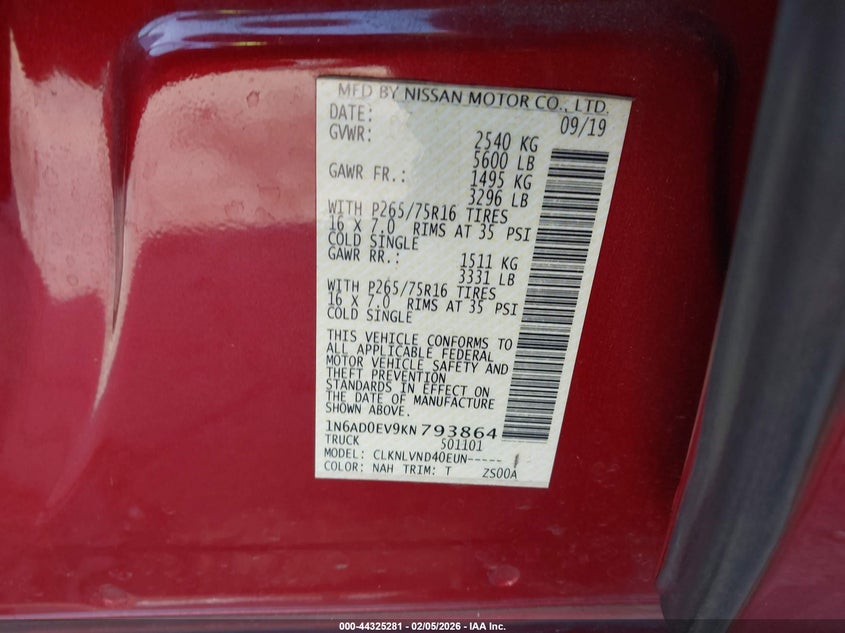 MFD BY NISSAN MOTOR CO., LTD.
DATE: 09/19
GVWR: 2540 KG
5600 LB
GAWR FR.: 1495 KG
3296 LB
WITH P265/75R16 TIRES
16 X 7.0 RIMS AT 35 PSI
COLD SINGLE
GAWR RR.: 1511 KG
3331 LB
WITH P265/75R16 TIRES
16 X 7.0 RIMS AT 35 PSI
COLD SINGLE
THIS VEHICLE CONFORMS TO
ALL APPLICABLE FEDERAL
MOTOR VEHICLE SAFETY AND
THEFT PREVENTION
STANDARDS IN EFFECT ON
THE DATE OF MANUFACTURE
SHOWN ABOVE.
1N6AD0EV9KN793864
TRUCK S01101
MODEL: CLKNLVND40EUN-----
COLOR: NAH TRIM: T ZS00A
000-44325281 - 02/05/2026 - IAA Inc.